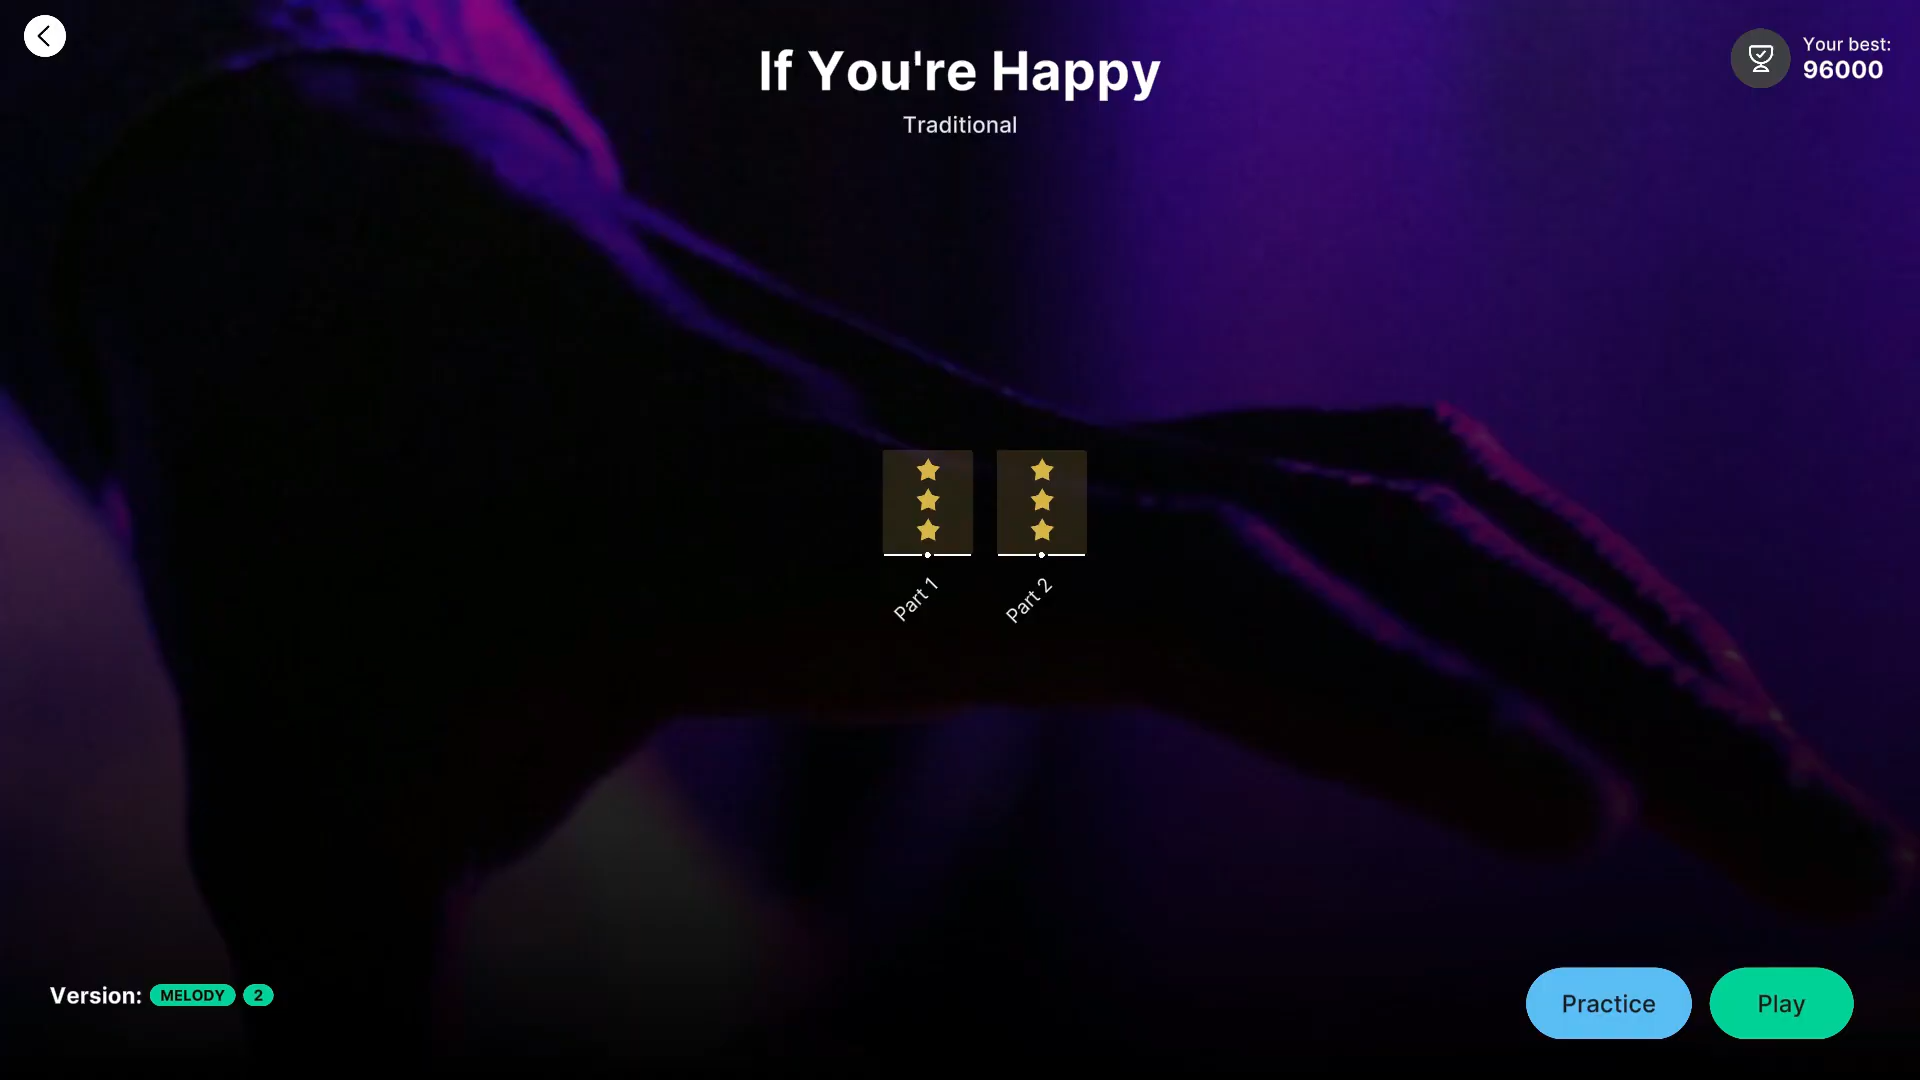 If You're Happy
Traditional
Your best:
96000
Part 1
Part 2
Version: MELODY 2
Practice
Play